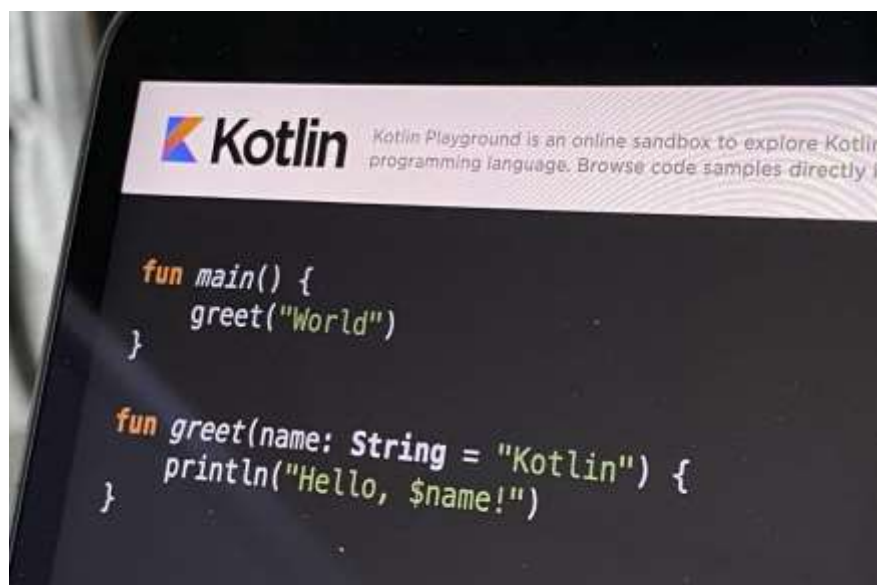 Kotlin
Kotlin Playground is an online sandbox to explore Kotlin
programming language. Browse code samples directly
fun main() {
    greet("World")
}
fun greet(name: String = "Kotlin") {
    println("Hello, $name!")
}